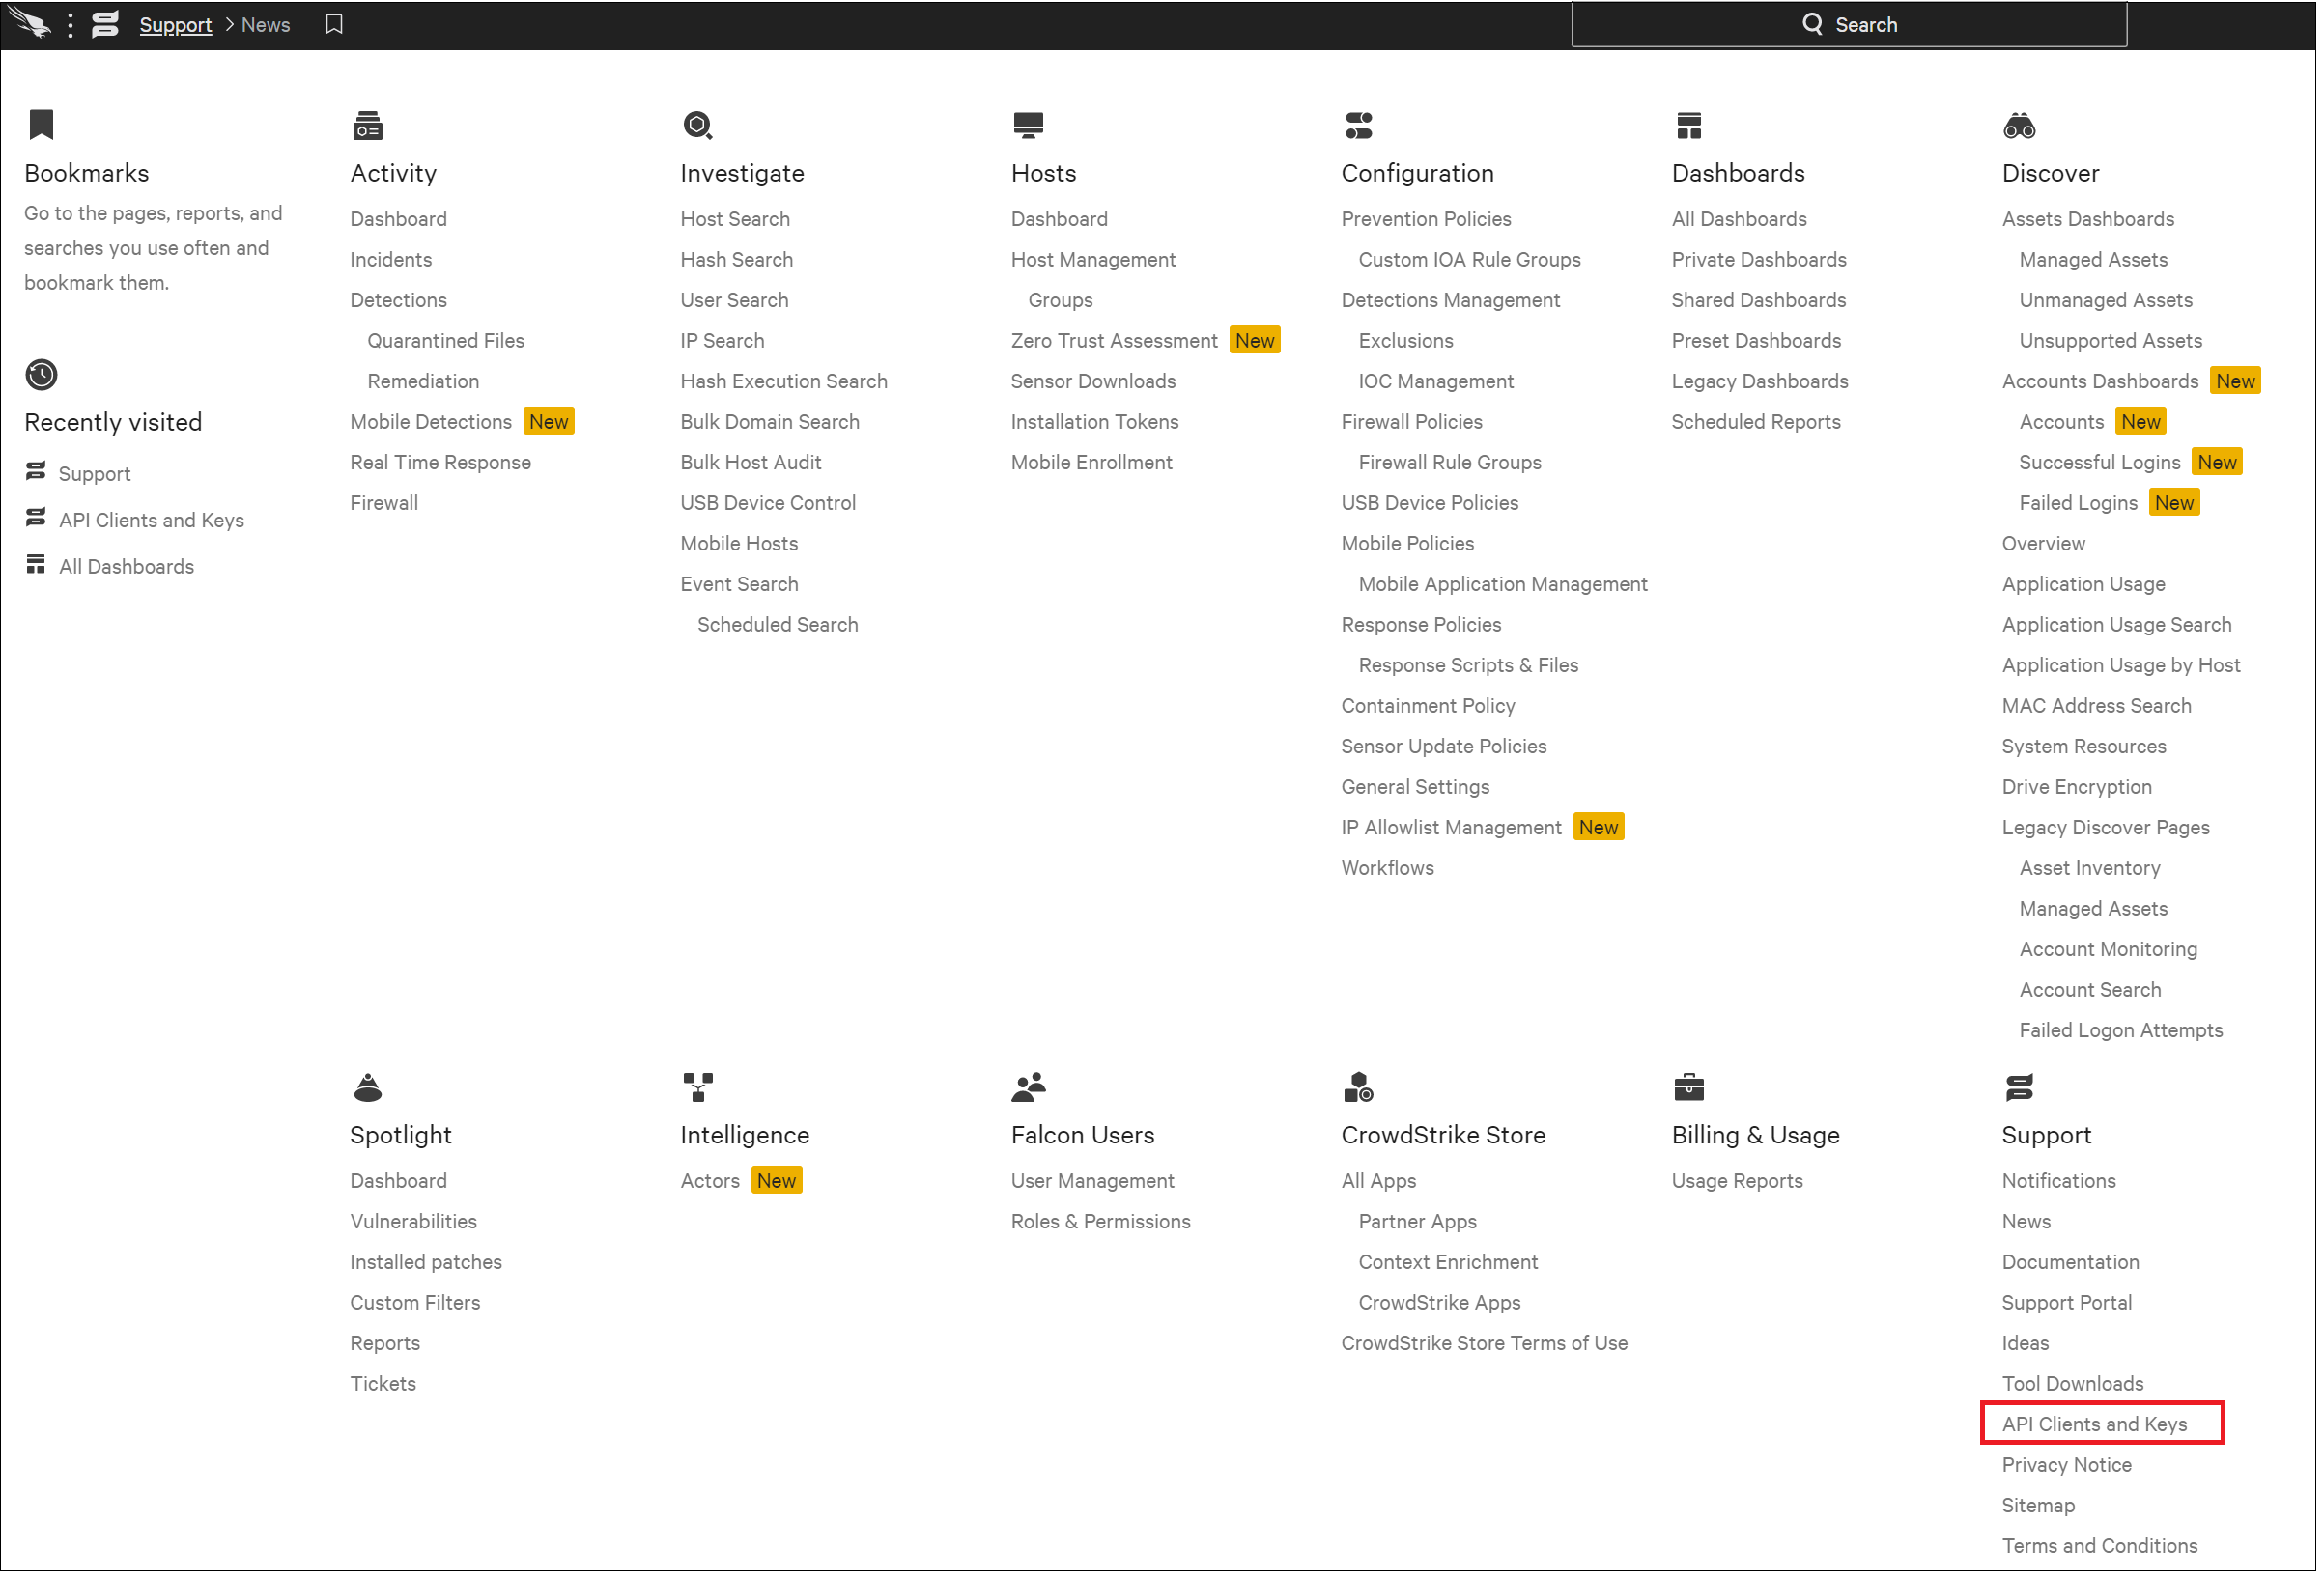 Support > News
Search
Bookmarks
Go to the pages, reports, and
searches you use often and
bookmark them.
Recently visited
Support
API Clients and Keys
All Dashboards
Activity
Dashboard
Incidents
Detections
Quarantined Files
Remediation
Mobile Detections New
Real Time Response
Firewall
Investigate
Host Search
Hash Search
User Search
IP Search
Hash Execution Search
Bulk Domain Search
Bulk Host Audit
USB Device Control
Mobile Hosts
Event Search
Scheduled Search
Hosts
Dashboard
Host Management
Groups
Zero Trust Assessment New
Sensor Downloads
Installation Tokens
Mobile Enrollment
Configuration
Prevention Policies
Custom IOA Rule Groups
Detections Management
Exclusions
IOC Management
Firewall Policies
Firewall Rule Groups
USB Device Policies
Mobile Policies
Mobile Application Management
Response Policies
Response Scripts & Files
Containment Policy
Sensor Update Policies
General Settings
IP Allowlist Management New
Workflows
Dashboards
All Dashboards
Private Dashboards
Shared Dashboards
Preset Dashboards
Legacy Dashboards
Scheduled Reports
Discover
Assets Dashboards
Managed Assets
Unmanaged Assets
Unsupported Assets
Accounts Dashboards New
Accounts New
Successful Logins New
Failed Logins New
Overview
Application Usage
Application Usage Search
Application Usage by Host
MAC Address Search
System Resources
Drive Encryption
Legacy Discover Pages
Asset Inventory
Managed Assets
Account Monitoring
Account Search
Failed Logon Attempts
Spotlight
Dashboard
Vulnerabilities
Installed patches
Custom Filters
Reports
Tickets
Intelligence
Actors New
Falcon Users
User Management
Roles & Permissions
CrowdStrike Store
All Apps
Partner Apps
Context Enrichment
CrowdStrike Apps
CrowdStrike Store Terms of Use
Billing & Usage
Usage Reports
Support
Notifications
News
Documentation
Support Portal
Ideas
Tool Downloads
API Clients and Keys
Privacy Notice
Sitemap
Terms and Conditions